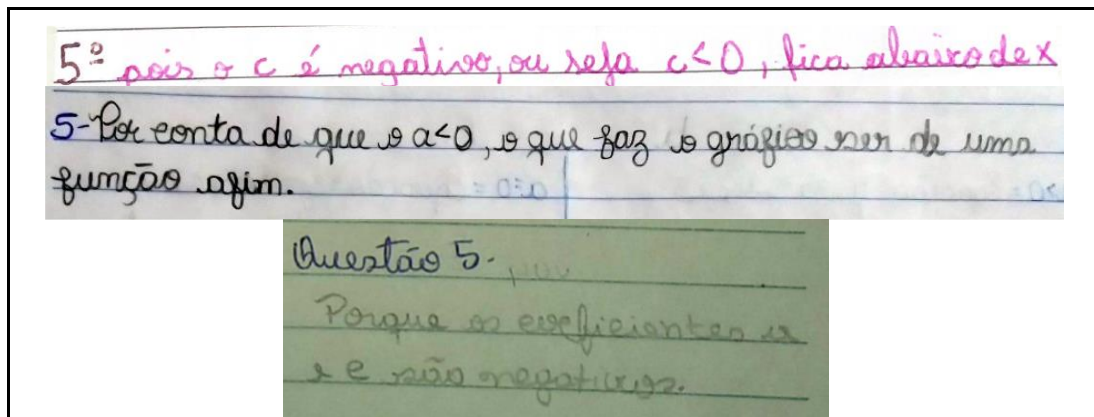 5º pois o c é negativo, ou seja c<0, fica abaixo de x
5-Por conta de que o a<0, o que faz o gráfico ser de uma
função afim.
Questão 5.
Porque os coeficientes
e são negativos.